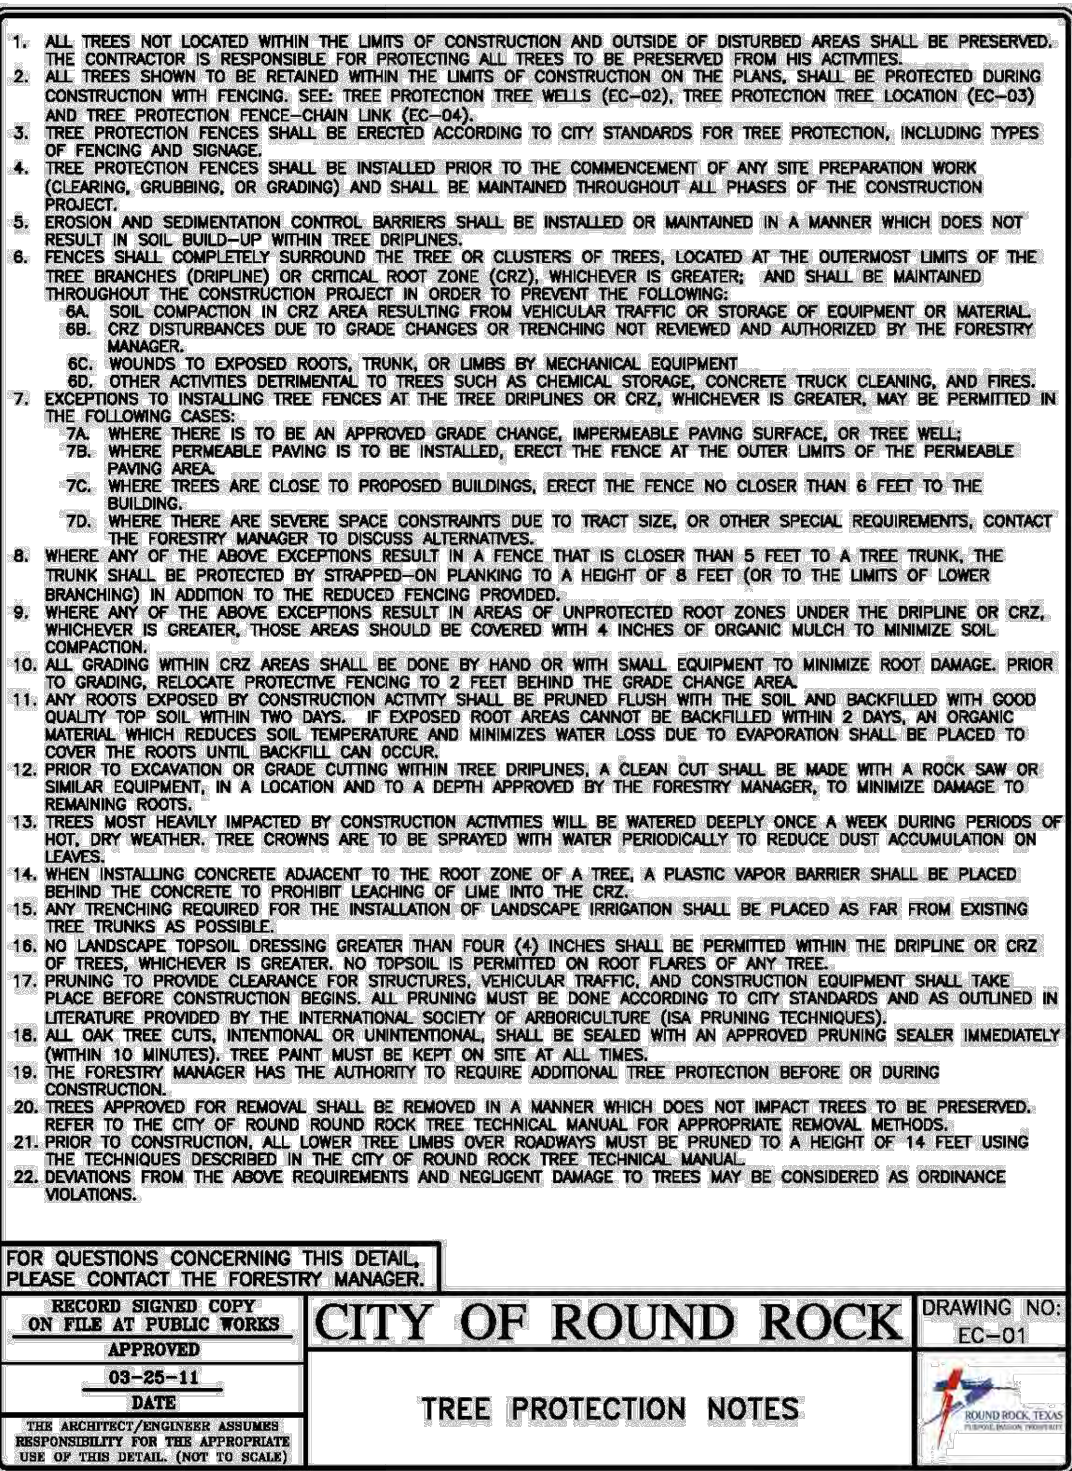 1. ALL TREES NOT LOCATED WITHIN THE LIMITS OF CONSTRUCTION AND OUTSIDE OF DISTURBED AREAS SHALL BE PRESERVED.
THE CONTRACTOR IS RESPONSIBLE FOR PROTECTING ALL TREES TO BE PRESERVED FROM HIS ACTIVITIES.
2. ALL TREES SHOWN TO BE RETAINED WITHIN THE LIMITS OF CONSTRUCTION ON THE PLANS, SHALL BE PROTECTED DURING
CONSTRUCTION WITH FENCING. SEE: TREE PROTECTION TREE WELLS (EC-02), TREE PROTECTION TREE LOCATION (EC-03)
AND TREE PROTECTION FENCE-CHAIN LINK (EC-04).
3. TREE PROTECTION FENCES SHALL BE ERECTED ACCORDING TO CITY STANDARDS FOR TREE PROTECTION, INCLUDING TYPES
OF FENCING AND SIGNAGE.
4. TREE PROTECTION FENCES SHALL BE INSTALLED PRIOR TO THE COMMENCEMENT OF ANY SITE PREPARATION WORK
(CLEARING, GRUBBING, OR GRADING) AND SHALL BE MAINTAINED THROUGHOUT ALL PHASES OF THE CONSTRUCTION
PROJECT.
5. EROSION AND SEDIMENTATION CONTROL BARRIERS SHALL BE INSTALLED OR MAINTAINED IN A MANNER WHICH DOES NOT
RESULT IN SOIL BUILD-UP WITHIN TREE DRIPLINES.
6. FENCES SHALL COMPLETELY SURROUND THE TREE OR CLUSTERS OF TREES, LOCATED AT THE OUTERMOST LIMITS OF THE
TREE BRANCHES (DRIPLINE) OR CRITICAL ROOT ZONE (CRZ), WHICHEVER IS GREATER; AND SHALL BE MAINTAINED
THROUGHOUT THE CONSTRUCTION PROJECT IN ORDER TO PREVENT THE FOLLOWING:
6A. SOIL COMPACTION IN CRZ AREA RESULTING FROM VEHICULAR TRAFFIC OR STORAGE OF EQUIPMENT OR MATERIAL.
6B. CRZ DISTURBANCES DUE TO GRADE CHANGES OR TRENCHING NOT REVIEWED AND AUTHORIZED BY THE FORESTRY
MANAGER.
6C. WOUNDS TO EXPOSED ROOTS, TRUNK, OR LIMBS BY MECHANICAL EQUIPMENT
6D. OTHER ACTIVITIES DETRIMENTAL TO TREES SUCH AS CHEMICAL STORAGE, CONCRETE TRUCK CLEANING, AND FIRES.
7. EXCEPTIONS TO INSTALLING TREE FENCES AT THE TREE DRIPLINES OR CRZ, WHICHEVER IS GREATER, MAY BE PERMITTED IN
THE FOLLOWING CASES:
7A. WHERE THERE IS TO BE AN APPROVED GRADE CHANGE, IMPERMEABLE PAVING SURFACE, OR TREE WELL;
7B. WHERE PERMEABLE PAVING IS TO BE INSTALLED, ERECT THE FENCE AT THE OUTER LIMITS OF THE PERMEABLE
PAVING AREA.
7C. WHERE TREES ARE CLOSE TO PROPOSED BUILDINGS, ERECT THE FENCE NO CLOSER THAN 6 FEET TO THE
BUILDING.
7D. WHERE THERE ARE SEVERE SPACE CONSTRAINTS DUE TO TRACT SIZE, OR OTHER SPECIAL REQUIREMENTS, CONTACT
THE FORESTRY MANAGER TO DISCUSS ALTERNATIVES.
8. WHERE ANY OF THE ABOVE EXCEPTIONS RESULT IN A FENCE THAT IS CLOSER THAN 5 FEET TO A TREE TRUNK, THE
TRUNK SHALL BE PROTECTED BY STRAPPED-ON PLANKING TO A HEIGHT OF 8 FEET (OR TO THE LIMITS OF LOWER
BRANCHING) IN ADDITION TO THE REDUCED FENCING PROVIDED.
9. WHERE ANY OF THE ABOVE EXCEPTIONS RESULT IN AREAS OF UNPROTECTED ROOT ZONES UNDER THE DRIPLINE OR CRZ,
WHICHEVER IS GREATER, THOSE AREAS SHOULD BE COVERED WITH 4 INCHES OF ORGANIC MULCH TO MINIMIZE SOIL
COMPACTION.
10. ALL GRADING WITHIN CRZ AREAS SHALL BE DONE BY HAND OR WITH SMALL EQUIPMENT TO MINIMIZE ROOT DAMAGE. PRIOR
TO GRADING, RELOCATE PROTECTIVE FENCING TO 2 FEET BEHIND THE GRADE CHANGE AREA.
11. ANY ROOTS EXPOSED BY CONSTRUCTION ACTIVITY SHALL BE PRUNED FLUSH WITH THE SOIL AND BACKFILLED WITH GOOD
QUALITY TOP SOIL WITHIN TWO DAYS. IF EXPOSED ROOT AREAS CANNOT BE BACKFILLED WITHIN 2 DAYS, AN ORGANIC
MATERIAL WHICH REDUCES SOIL TEMPERATURE AND MINIMIZES WATER LOSS DUE TO EVAPORATION SHALL BE PLACED TO
COVER THE ROOTS UNTIL BACKFILL CAN OCCUR.
12. PRIOR TO EXCAVATION OR GRADE CUTTING WITHIN TREE DRIPLINES, A CLEAN CUT SHALL BE MADE WITH A ROCK SAW OR
SIMILAR EQUIPMENT, IN A LOCATION AND TO A DEPTH APPROVED BY THE FORESTRY MANAGER, TO MINIMIZE DAMAGE TO
REMAINING ROOTS.
13. TREES MOST HEAVILY IMPACTED BY CONSTRUCTION ACTIVITIES WILL BE WATERED DEEPLY ONCE A WEEK DURING PERIODS OF
HOT, DRY WEATHER. TREE CROWNS ARE TO BE SPRAYED WITH WATER PERIODICALLY TO REDUCE DUST ACCUMULATION ON
LEAVES.
14. WHEN INSTALLING CONCRETE ADJACENT TO THE ROOT ZONE OF A TREE, A PLASTIC VAPOR BARRIER SHALL BE PLACED
BEHIND THE CONCRETE TO PROHIBIT LEACHING OF LIME INTO THE CRZ.
15. ANY TRENCHING REQUIRED FOR THE INSTALLATION OF LANDSCAPE IRRIGATION SHALL BE PLACED AS FAR FROM EXISTING
TREE TRUNKS AS POSSIBLE.
16. NO LANDSCAPE TOPSOIL DRESSING GREATER THAN FOUR (4) INCHES SHALL BE PERMITTED WITHIN THE DRIPLINE OR CRZ
OF TREES, WHICHEVER IS GREATER. NO TOPSOIL IS PERMITTED ON ROOT FLARES OF ANY TREE.
17. PRUNING TO PROVIDE CLEARANCE FOR STRUCTURES, VEHICULAR TRAFFIC, AND CONSTRUCTION EQUIPMENT SHALL TAKE
PLACE BEFORE CONSTRUCTION BEGINS. ALL PRUNING MUST BE DONE ACCORDING TO CITY STANDARDS AND AS OUTLINED IN
LITERATURE PROVIDED BY THE INTERNATIONAL SOCIETY OF ARBORICULTURE (ISA PRUNING TECHNIQUES).
18. ALL OAK TREE CUTS, INTENTIONAL OR UNINTENTIONAL, SHALL BE SEALED WITH AN APPROVED PRUNING SEALER IMMEDIATELY
(WITHIN 10 MINUTES). TREE PAINT MUST BE KEPT ON SITE AT ALL TIMES.
19. THE FORESTRY MANAGER HAS THE AUTHORITY TO REQUIRE ADDITIONAL TREE PROTECTION BEFORE OR DURING
CONSTRUCTION.
20. TREES APPROVED FOR REMOVAL SHALL BE REMOVED IN A MANNER WHICH DOES NOT IMPACT TREES TO BE PRESERVED.
REFER TO THE CITY OF ROUND ROUND ROCK TREE TECHNICAL MANUAL FOR APPROPRIATE REMOVAL METHODS.
21. PRIOR TO CONSTRUCTION, ALL LOWER TREE LIMBS OVER ROADWAYS MUST BE PRUNED TO A HEIGHT OF 14 FEET USING
THE TECHNIQUES DESCRIBED IN THE CITY OF ROUND ROCK TREE TECHNICAL MANUAL.
22. DEVIATIONS FROM THE ABOVE REQUIREMENTS AND NEGLIGENT DAMAGE TO TREES MAY BE CONSIDERED AS ORDINANCE
VIOLATIONS.
FOR QUESTIONS CONCERNING THIS DETAIL,
PLEASE CONTACT THE FORESTRY MANAGER.
RECORD SIGNED COPY
ON FILE AT PUBLIC WORKS
APPROVED
03-25-11
DATE
THE ARCHITECT/ENGINEER ASSUMES
RESPONSIBILITY FOR THE APPROPRIATE
USE OF THIS DETAIL. (NOT TO SCALE)
CITY OF ROUND ROCK
TREE PROTECTION NOTES
DRAWING NO:
EC-01
ROUND ROCK, TEXAS
PURPOSE. PASSION. PROSPERITY.